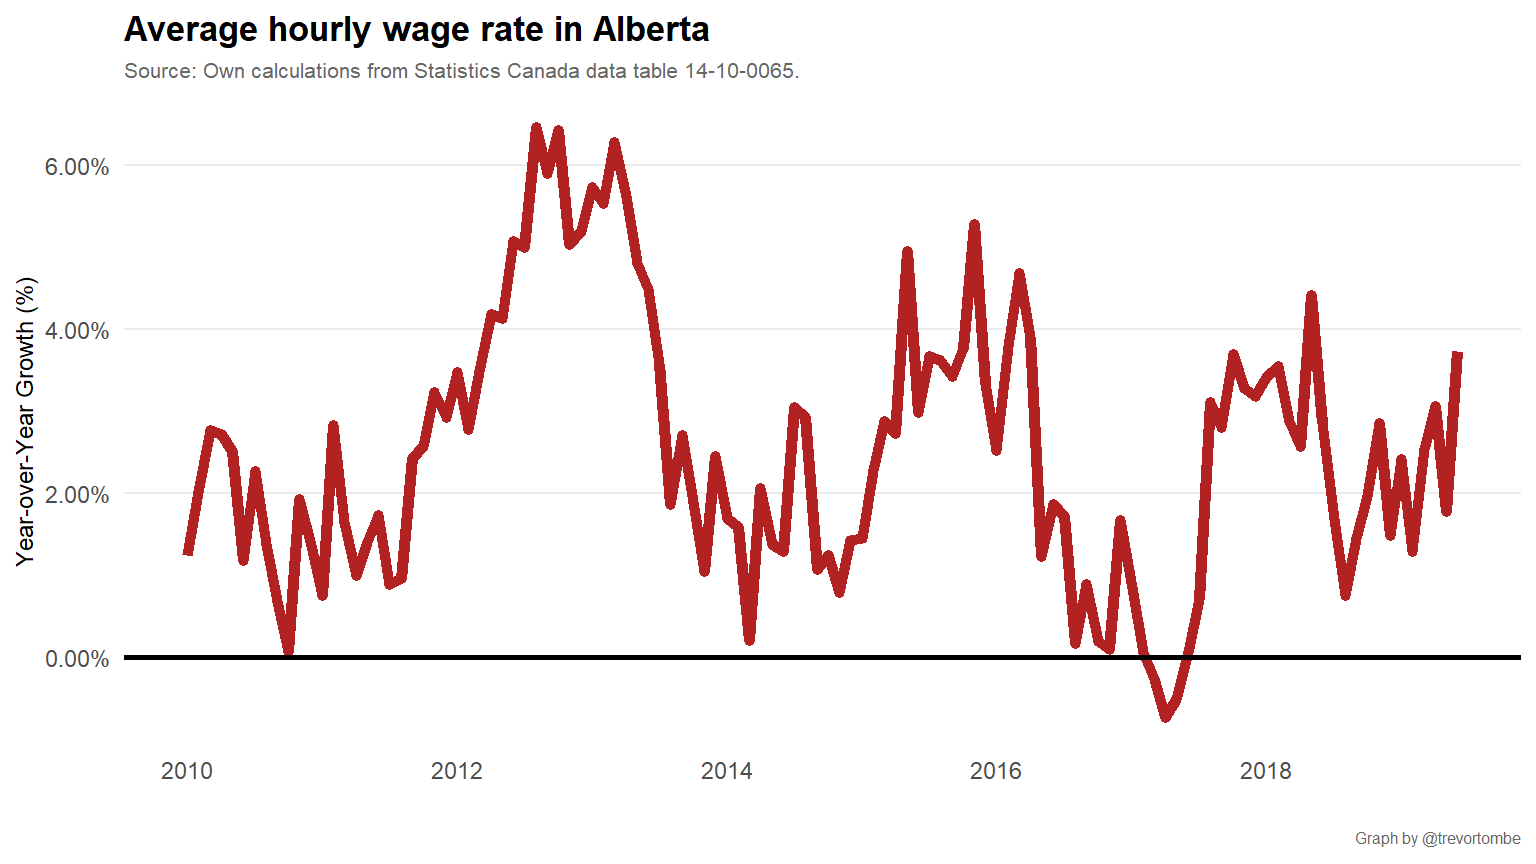 Average hourly wage rate in Alberta
Source: Own calculations from Statistics Canada data table 14-10-0065.
Year-over-Year Growth (%)
6.00%
4.00%
2.00%
0.00%
2010 2012 2014 2016 2018
Graph by @trevortombe